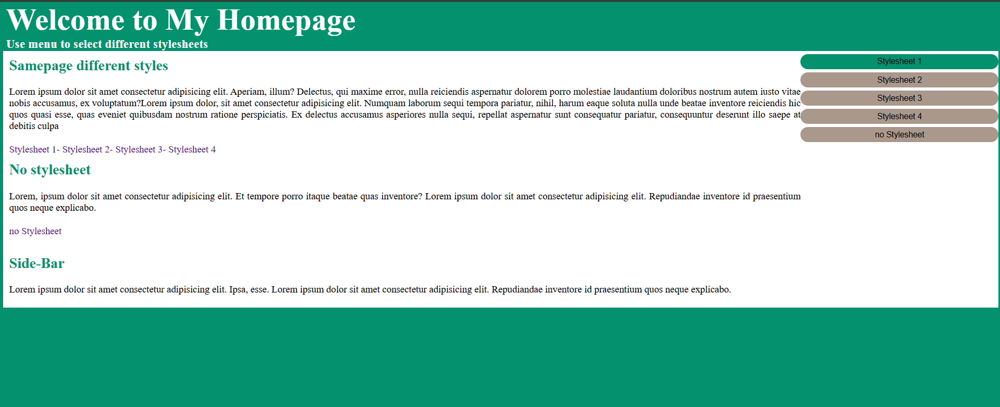 Welcome to My Homepage
Use menu to select different stylesheets
Samepage different styles
Lorem ipsum dolor sit amet consectetur adipisicing elit. Aperiam, illum? Delectus, qui maxime error, nulla reiciendis aspernatur dolorem porro molestiae laudantium doloribus nostrum autem iusto vitae
nobis accusamus, ex voluptatum?Lorem ipsum dolor, sit amet consectetur adipisicing elit. Numquam laborum sequi tempora pariatur, nihil, harum eaque soluta nulla unde beatae inventore reiciendis hic
quos quasi esse, quas eveniet quibusdam nostrum ratione perspiciatis. Ex delectus accusamus asperiores nulla sequi, repellat aspernatur sunt consequatur pariatur, consequuntur deserunt illo saepe at
debitis culpa
Stylesheet 1- Stylesheet 2- Stylesheet 3- Stylesheet 4
No stylesheet
Lorem, ipsum dolor sit amet consectetur adipisicing elit. Et tempore porro itaque beatae quas inventore? Lorem ipsum dolor sit amet consectetur adipisicing elit. Repudiandae inventore id praesentium
quos neque explicabo.
no Stylesheet
Side-Bar
Lorem ipsum dolor sit amet consectetur adipisicing elit. Ipsa, esse. Lorem ipsum dolor sit amet consectetur adipisicing elit. Repudiandae inventore id praesentium quos neque explicabo.
Stylesheet 1
Stylesheet 2
Stylesheet 3
Stylesheet 4
no Stylesheet